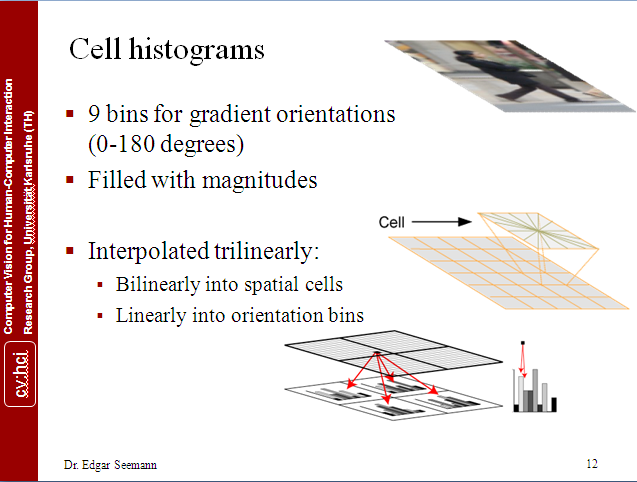 Cell histograms
▪ 9 bins for gradient orientations
(0-180 degrees)
▪ Filled with magnitudes
Cell
▪ Interpolated trilinearly:
▪ Bilinearly into spatial cells
▪ Linearly into orientation bins
Computer Vision for Human-Computer Interaction
Research Group, Universität Karlsruhe (TH)
cv:hci
Dr. Edgar Seemann
12